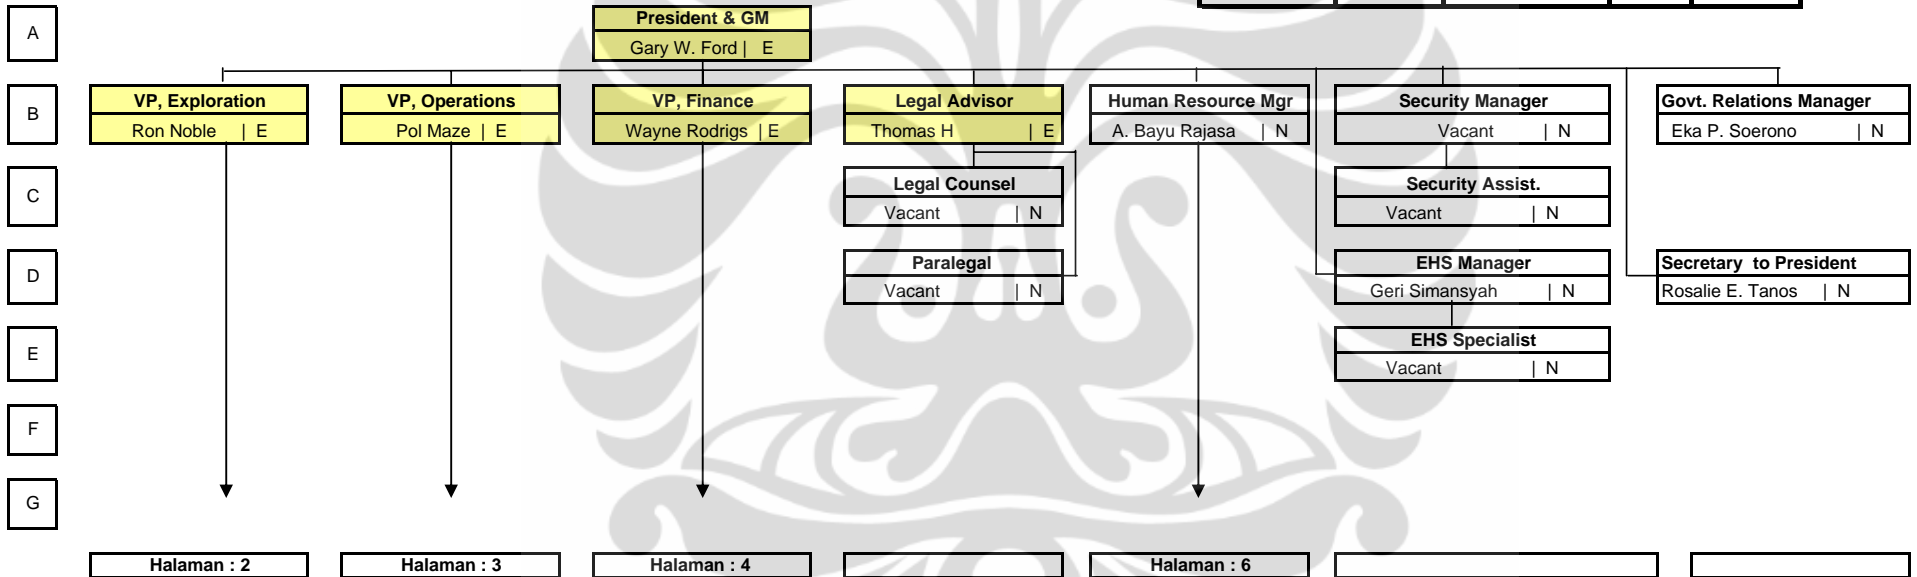 A
President & GM
Gary W. Ford | E
B
VP, Exploration
Ron Noble | E
VP, Operations
Pol Maze | E
VP, Finance
Wayne Rodrigs | E
Legal Advisor
Thomas H | E
Human Resource Mgr
A. Bayu Rajasa | N
Security Manager
Vacant | N
Govt. Relations Manager
Eka P. Soerono | N
C
Legal Counsel
Vacant | N
Security Assist.
Vacant | N
D
Paralegal
Vacant | N
EHS Manager
Geri Simansyah | N
Secretary to President
Rosalie E. Tanos | N
E
EHS Specialist
Vacant | N
F
G
Halaman : 2
Halaman : 3
Halaman : 4
Halaman : 6